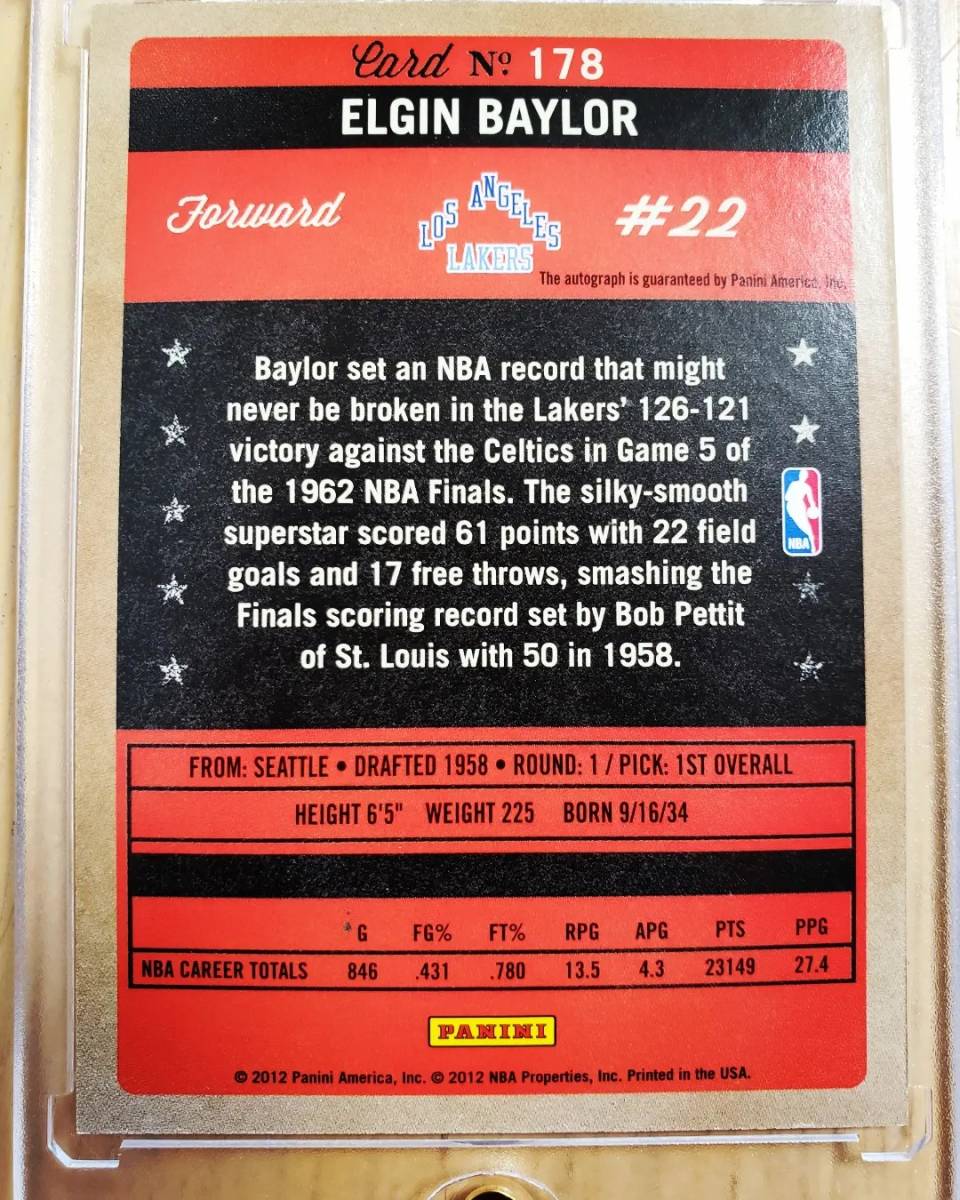 Card Nº 178
ELGIN BAYLOR
Forward
LOS ANGELES
LAKERS
#22
The autograph is guaranteed by Panini America, Inc.
Baylor set an NBA record that might
never be broken in the Lakers' 126-121
victory against the Celtics in Game 5 of
the 1962 NBA Finals. The silky-smooth
superstar scored 61 points with 22 field
goals and 17 free throws, smashing the
Finals scoring record set by Bob Pettit
of St. Louis with 50 in 1958.
NBA
FROM: SEATTLE • DRAFTED 1958 • ROUND: 1 / PICK: 1ST OVERALL
HEIGHT 6'5" WEIGHT 225 BORN 9/16/34
G FG% FT% RPG APG PTS PPG
NBA CAREER TOTALS 846 .431 .780 13.5 4.3 23149 27.4
PANINI
© 2012 Panini America, Inc. © 2012 NBA Properties, Inc. Printed in the USA.